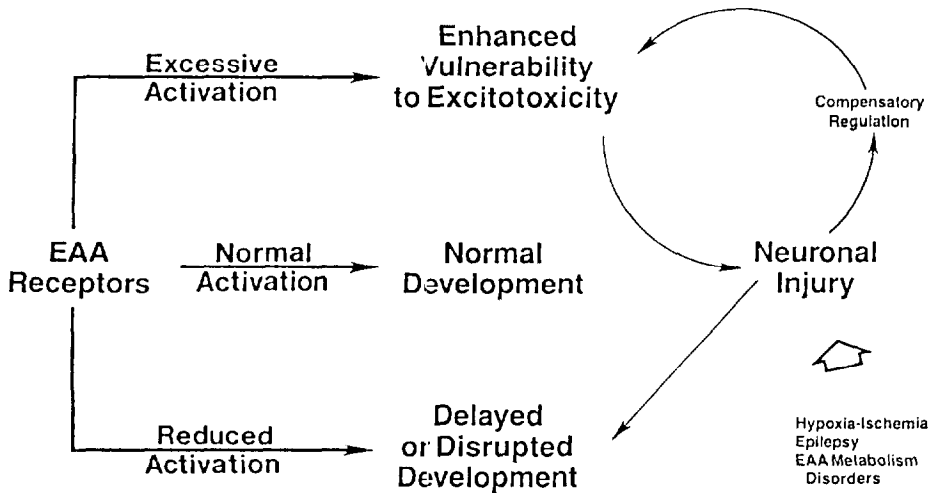 Excessive
Activation
Enhanced
Vulnerability
to Excitotoxicity
Compensatory
Regulation
EAA
Receptors
Normal
Activation
Normal
Development
Neuronal
Injury
Reduced
Activation
Delayed
or Disrupted
Development
Hypoxia-Ischemia
Epilepsy
EAA Metabolism
Disorders